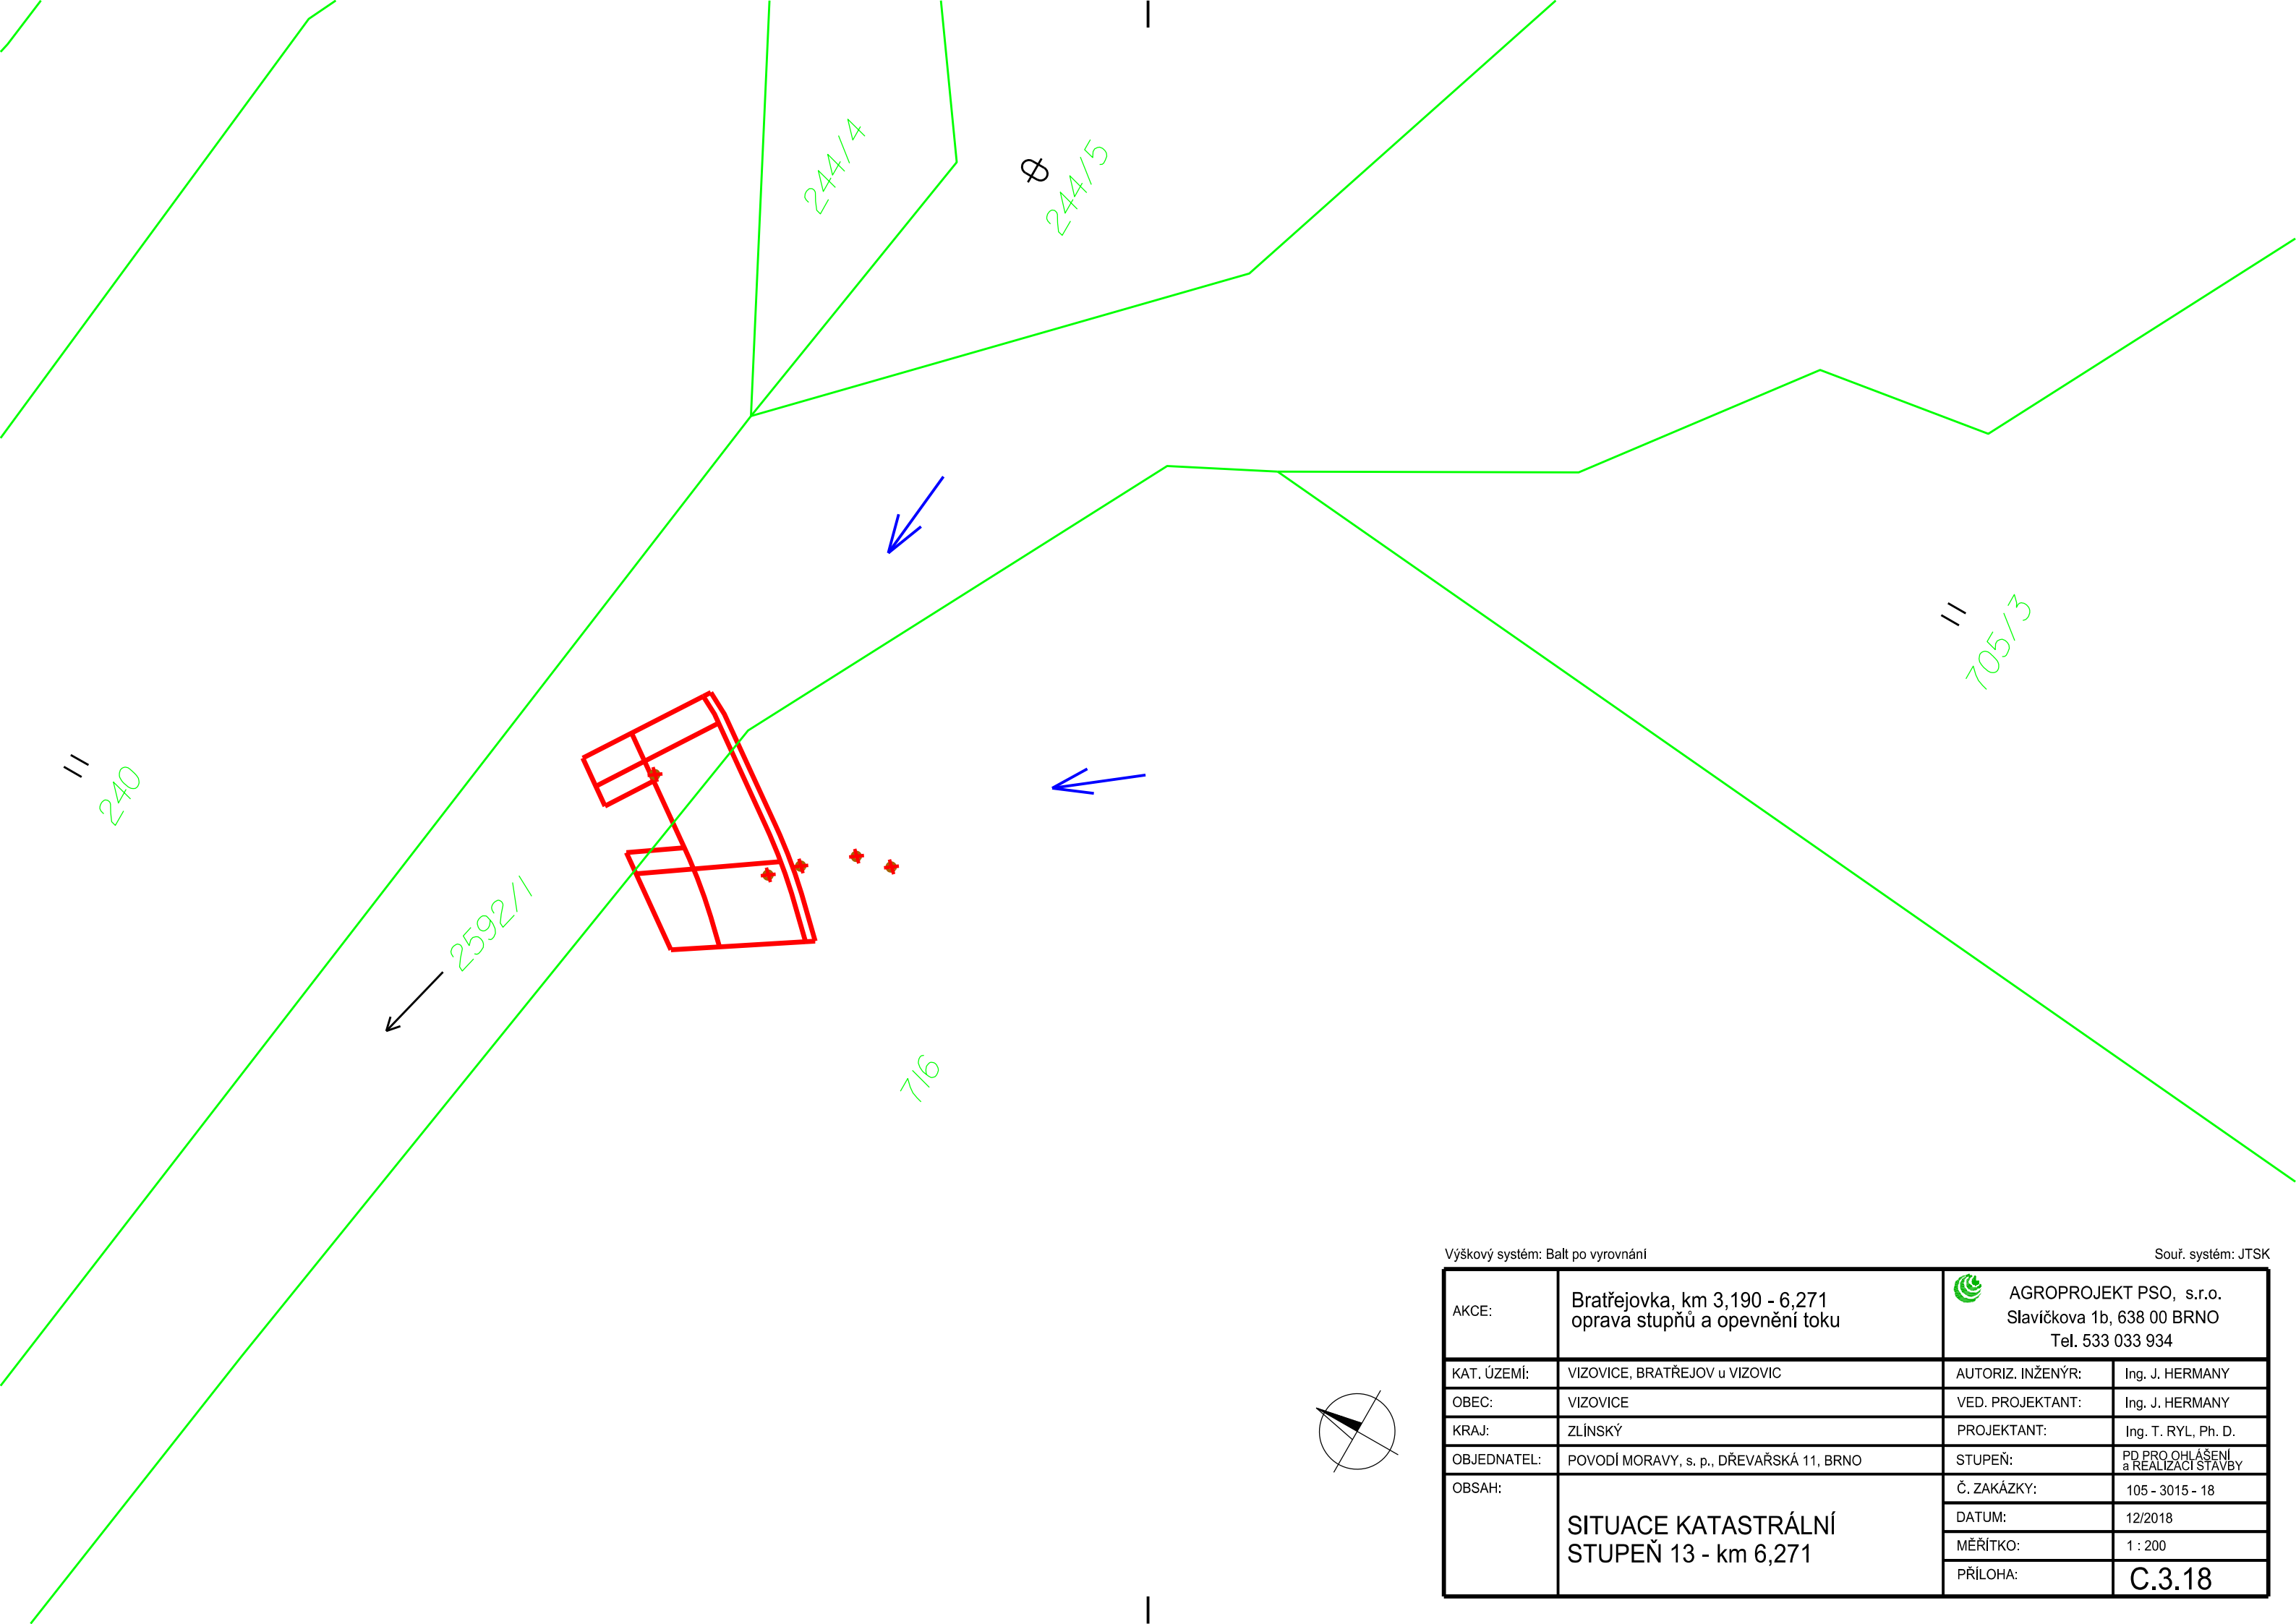 244/4
244/5
705/3
240
2592/1
716
Výškový systém: Balt po vyrovnání
Souř. systém: JTSK
AKCE:
Bratřejovka, km 3,190 - 6,271
oprava stupňů a opevnění toku
AGROPROJEKT PSO, s.r.o.
Slavíčkova 1b, 638 00 BRNO
Tel. 533 033 934
KAT. ÚZEMÍ:
VIZOVICE, BRATŘEJOV u VIZOVIC
AUTORIZ. INŽENÝR:
Ing. J. HERMANY
OBEC:
VIZOVICE
VED. PROJEKTANT:
Ing. J. HERMANY
KRAJ:
ZLÍNSKÝ
PROJEKTANT:
Ing. T. RYL, Ph. D.
OBJEDNATEL:
POVODÍ MORAVY, s. p., DŘEVAŘSKÁ 11, BRNO
STUPEŇ:
PD PRO OHLÁŠENÍ
a REALIZACI STAVBY
OBSAH:
SITUACE KATASTRÁLNÍ
STUPEŇ 13 - km 6,271
Č. ZAKÁZKY:
105 - 3015 - 18
DATUM:
12/2018
MĚŘÍTKO:
1 : 200
PŘÍLOHA:
C.3.18